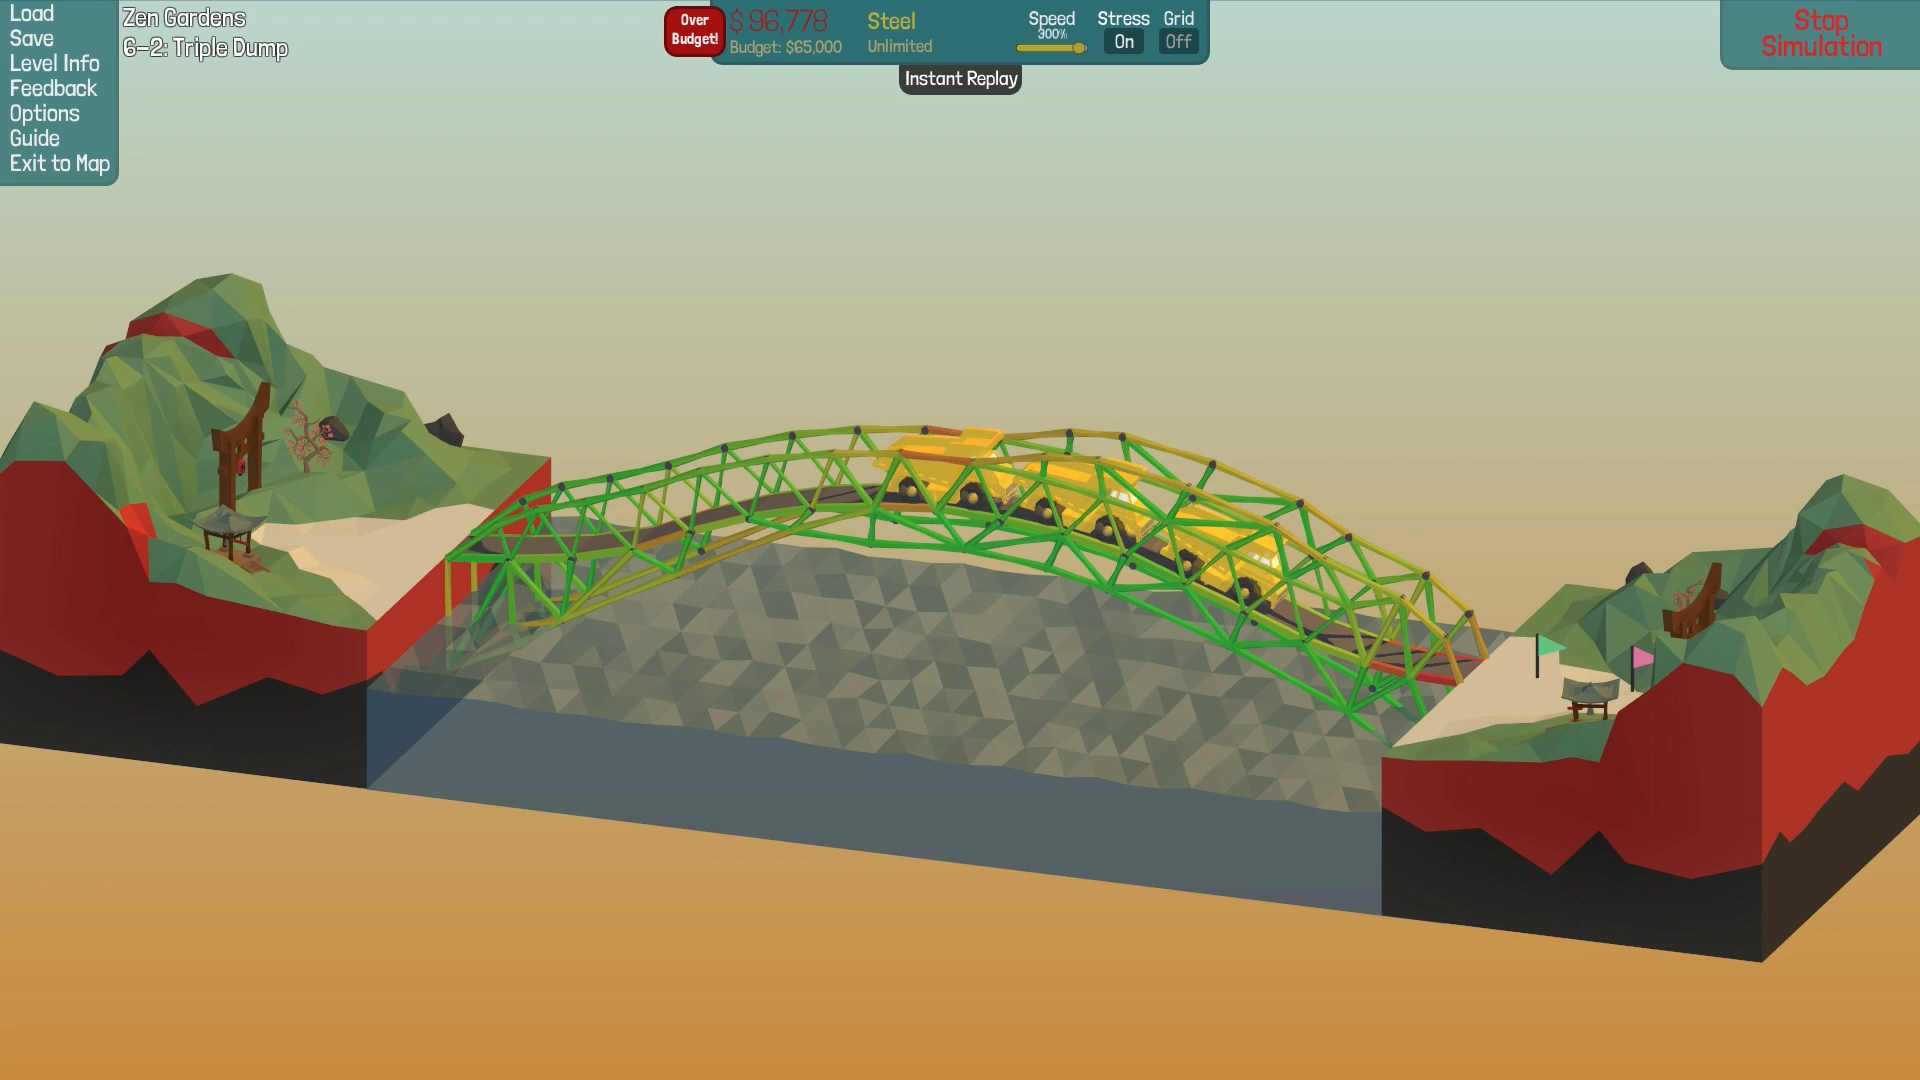 Load
Save
Level Info
Feedback
Options
Guide
Exit to Map
Zen Gardens
6-2: Triple Dump
Over
Budget!
$ 96,778
Budget: $65,000
Steel
Unlimited
Speed
300%
Stress
On
Grid
Off
Instant Replay
Stop
Simulation